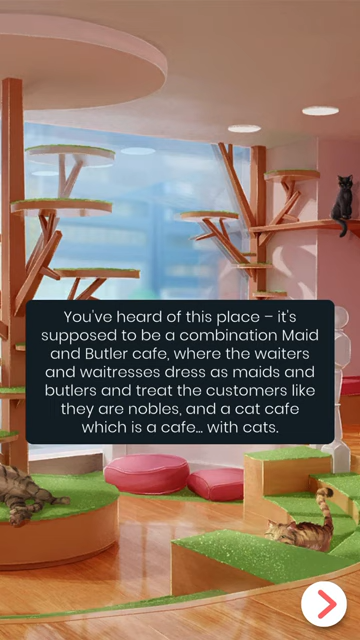 You've heard of this place – it's
supposed to be a combination Maid
and Butler cafe, where the waiters
and waitresses dress as maids and
butlers and treat the customers like
they are nobles, and a cat cafe
which is a cafe... with cats.